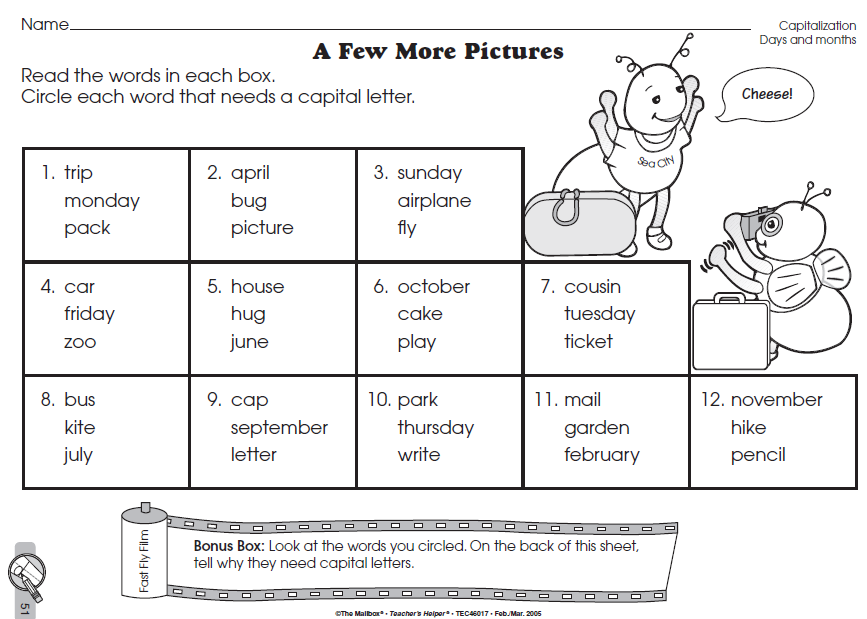 Name
Capitalization
Days and months
A Few More Pictures
Read the words in each box.
Circle each word that needs a capital letter.
Cheese!
Sea City
1. trip
monday
pack
2. april
bug
picture
3. sunday
airplane
fly
4. car
friday
zoo
5. house
hug
june
6. october
cake
play
7. cousin
tuesday
ticket
8. bus
kite
july
9. cap
september
letter
10. park
thursday
write
11. mail
garden
february
12. november
hike
pencil
Fast Fly Film
Bonus Box: Look at the words you circled. On the back of this sheet,
tell why they need capital letters.
51
©The Mailbox® • Teacher's Helper® • TEC46017 • Feb./Mar. 2005